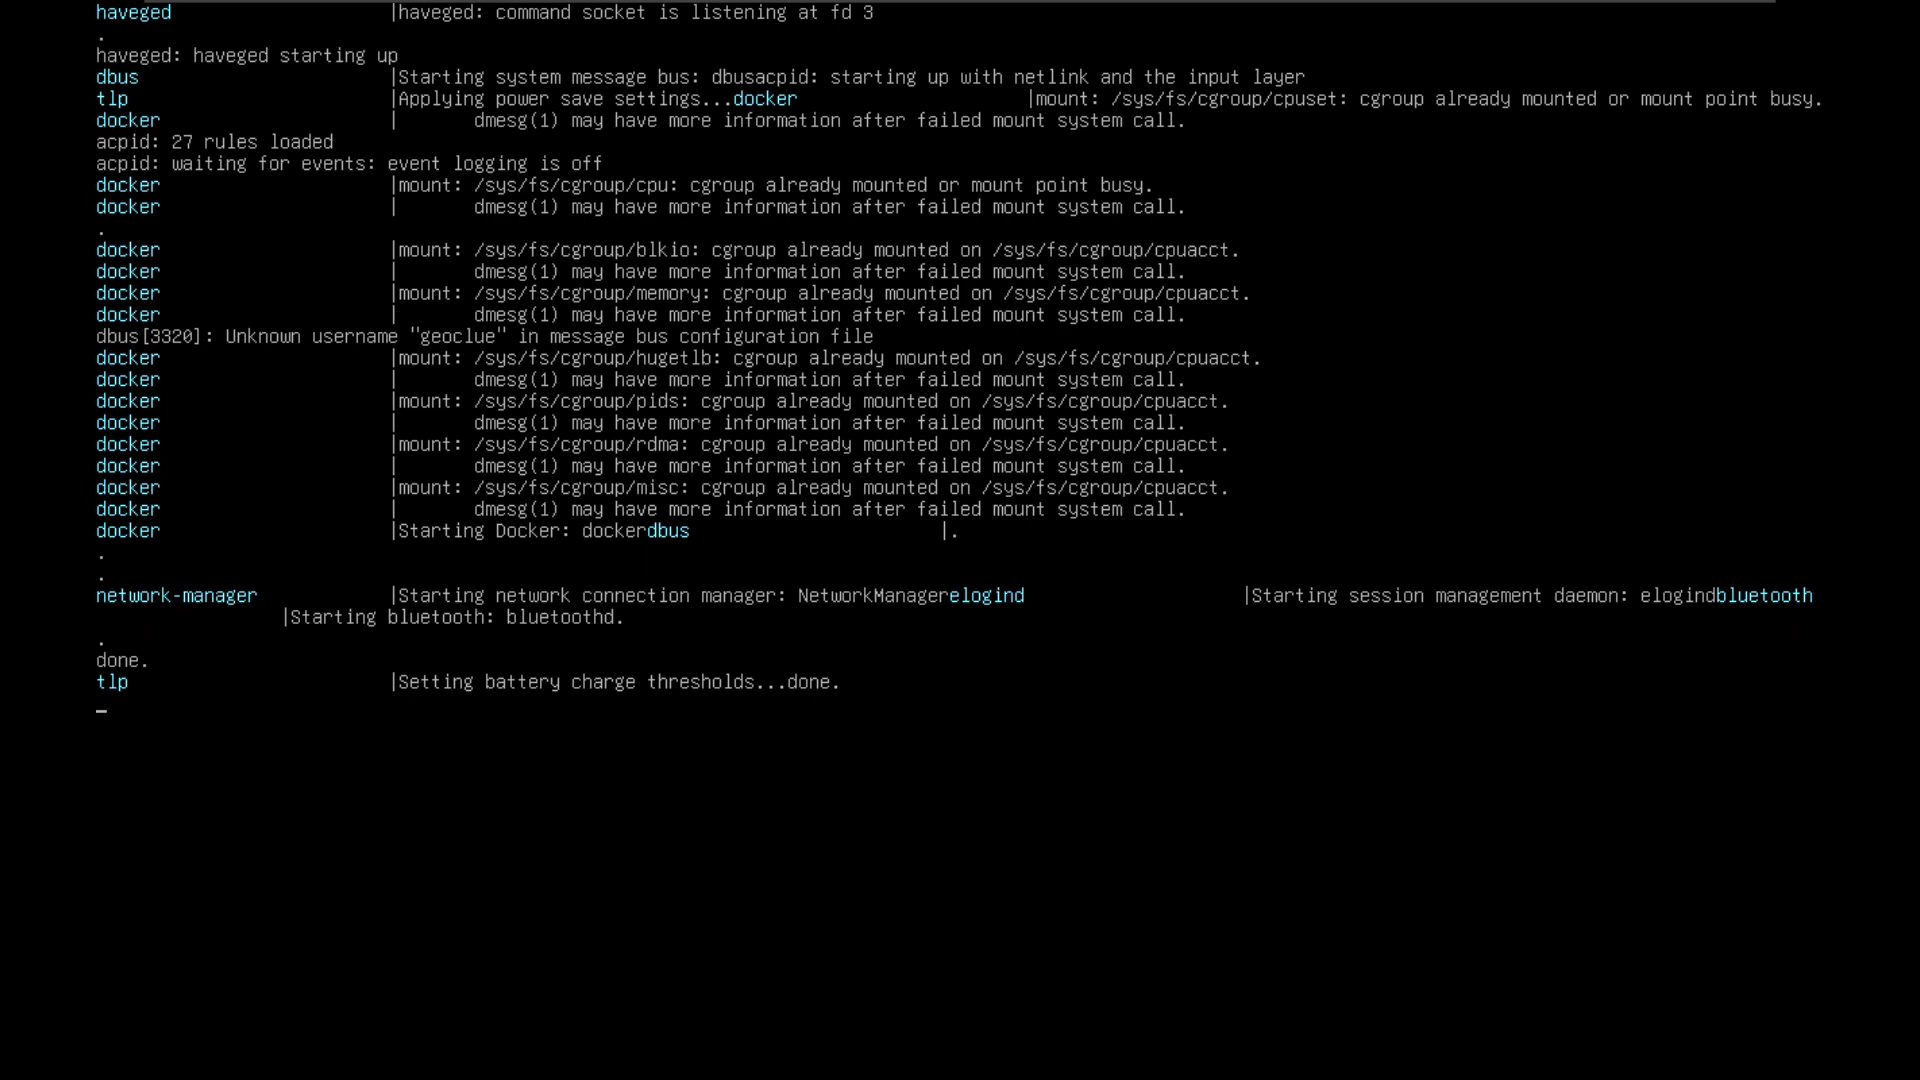 haveged |haveged: command socket is listening at fd 3
.
haveged: haveged starting up
dbus |Starting system message bus: dbusacpid: starting up with netlink and the input layer
tlp |Applying power save settings...docker |mount: /sys/fs/cgroup/cpuset: cgroup already mounted or mount point busy.
docker | dmesg(1) may have more information after failed mount system call.
acpid: 27 rules loaded
acpid: waiting for events: event logging is off
docker |mount: /sys/fs/cgroup/cpu: cgroup already mounted or mount point busy.
docker | dmesg(1) may have more information after failed mount system call.
.
docker |mount: /sys/fs/cgroup/blkio: cgroup already mounted on /sys/fs/cgroup/cpuacct.
docker | dmesg(1) may have more information after failed mount system call.
docker |mount: /sys/fs/cgroup/memory: cgroup already mounted on /sys/fs/cgroup/cpuacct.
docker | dmesg(1) may have more information after failed mount system call.
dbus[3320]: Unknown username "geoclue" in message bus configuration file
docker |mount: /sys/fs/cgroup/hugetlb: cgroup already mounted on /sys/fs/cgroup/cpuacct.
docker | dmesg(1) may have more information after failed mount system call.
docker |mount: /sys/fs/cgroup/pids: cgroup already mounted on /sys/fs/cgroup/cpuacct.
docker | dmesg(1) may have more information after failed mount system call.
docker |mount: /sys/fs/cgroup/rdma: cgroup already mounted on /sys/fs/cgroup/cpuacct.
docker | dmesg(1) may have more information after failed mount system call.
docker |mount: /sys/fs/cgroup/misc: cgroup already mounted on /sys/fs/cgroup/cpuacct.
docker | dmesg(1) may have more information after failed mount system call.
docker |Starting Docker: dockerdbus |.
.
.
network-manager |Starting network connection manager: NetworkManagerelogind |Starting session management daemon: elogindbluetooth
|Starting bluetooth: bluetoothd.
.
done.
tlp |Setting battery charge thresholds...done.
_